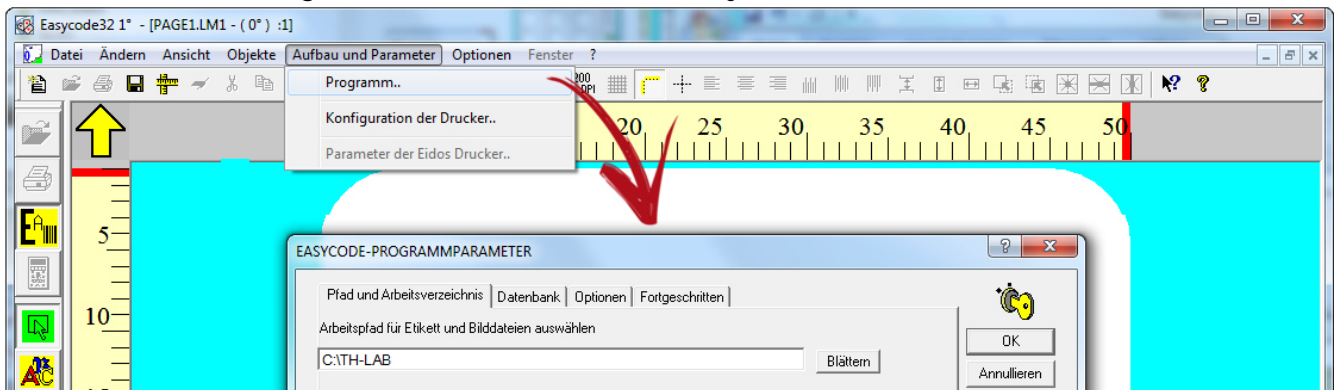 Easycode32 1° - [PAGE1.LM1 - ( 0° ) :1]
Datei Ändern Ansicht Objekte Aufbau und Parameter Optionen Fenster ?
Programm..
Konfiguration der Drucker..
Parameter der Eidos Drucker..
20 25 30 35 40 45 50
5
10
EASYCODE-PROGRAMMPARAMETER
Pfad und Arbeitsverzeichnis Datenbank Optionen Fortgeschritten
Arbeitspfad für Etikett und Bilddateien auswählen
C:\TH-LAB
Blättern
OK
Annullieren